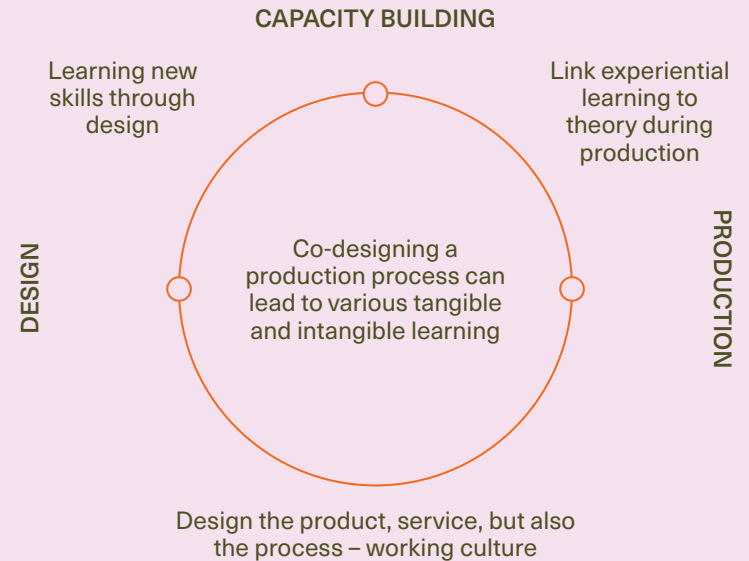 CAPACITY BUILDING
Learning new
skills through
design
Link experiential
learning to
theory during
production
DESIGN
Co-designing a
production process can
lead to various tangible
and intangible learning
PRODUCTION
Design the product, service, but also
the process – working culture